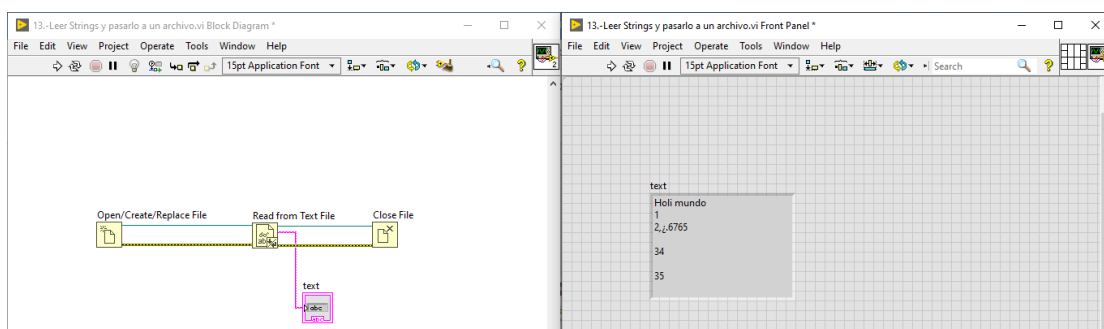 13.-Leer Strings y pasarlo a un archivo.vi Block Diagram *
File Edit View Project Operate Tools Window Help
15pt Application Font
2
Open/Create/Replace File
Read from Text File
Close File
text
abc
13.-Leer Strings y pasarlo a un archivo.vi Front Panel *
File Edit View Project Operate Tools Window Help
15pt Application Font
Search
text
Holi mundo
1
2,¿.6765
34
35